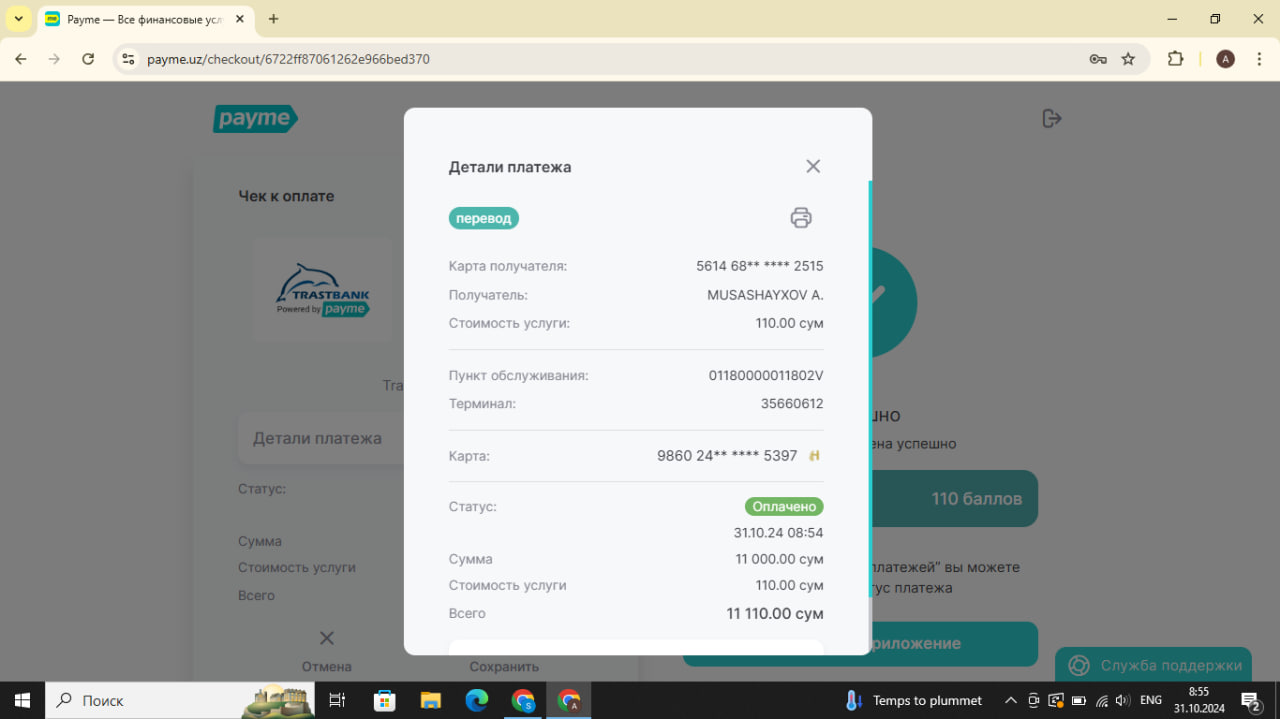 Payme — Все финансовые усл
payme.uz/checkout/6722ff87061262e966bed370
A
payme
Чек к оплате
TRASTBANK
Powered by payme
Tra
Детали платежа
Статус:
Сумма
Стоимость услуги
Всего
Отмена
Сохранить
Детали платежа
перевод
Карта получателя: 5614 68** **** 2515
Получатель: MUSASHAYXOV A.
Стоимость услуги: 110.00 сум
Пункт обслуживания: 01180000011802V
Терминал: 35660612
Карта: 9860 24** **** 5397
Статус: Оплачено
31.10.24 08:54
Сумма 11 000.00 сум
Стоимость услуги 110.00 сум
Всего 11 110.00 сум
ена успешно
110 баллов
платежей” вы можете
тус платежа
риложение
Служба поддержки
Поиск
S
A
Temps to plummet
ENG
8:55
31.10.2024
2